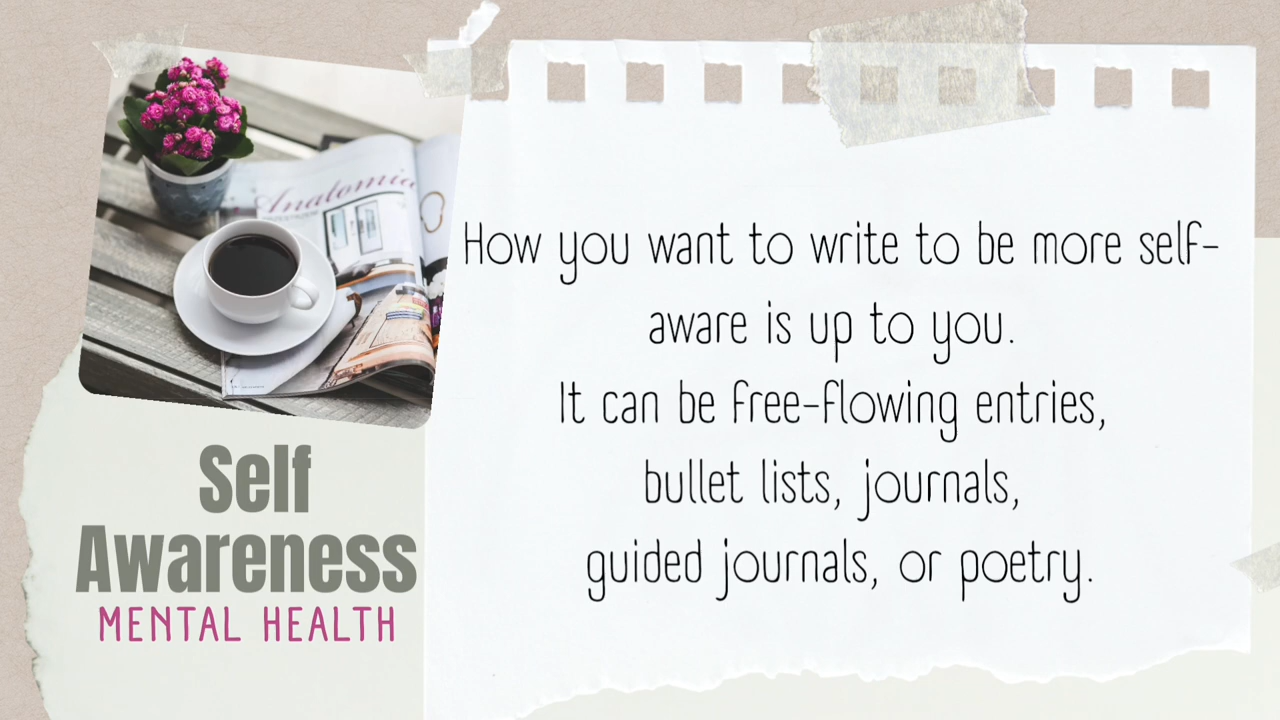 Anatomia
Self
Awareness
MENTAL HEALTH
How you want to write to be more self-
aware is up to you.
It can be free-flowing entries,
bullet lists, journals,
guided journals, or poetry.